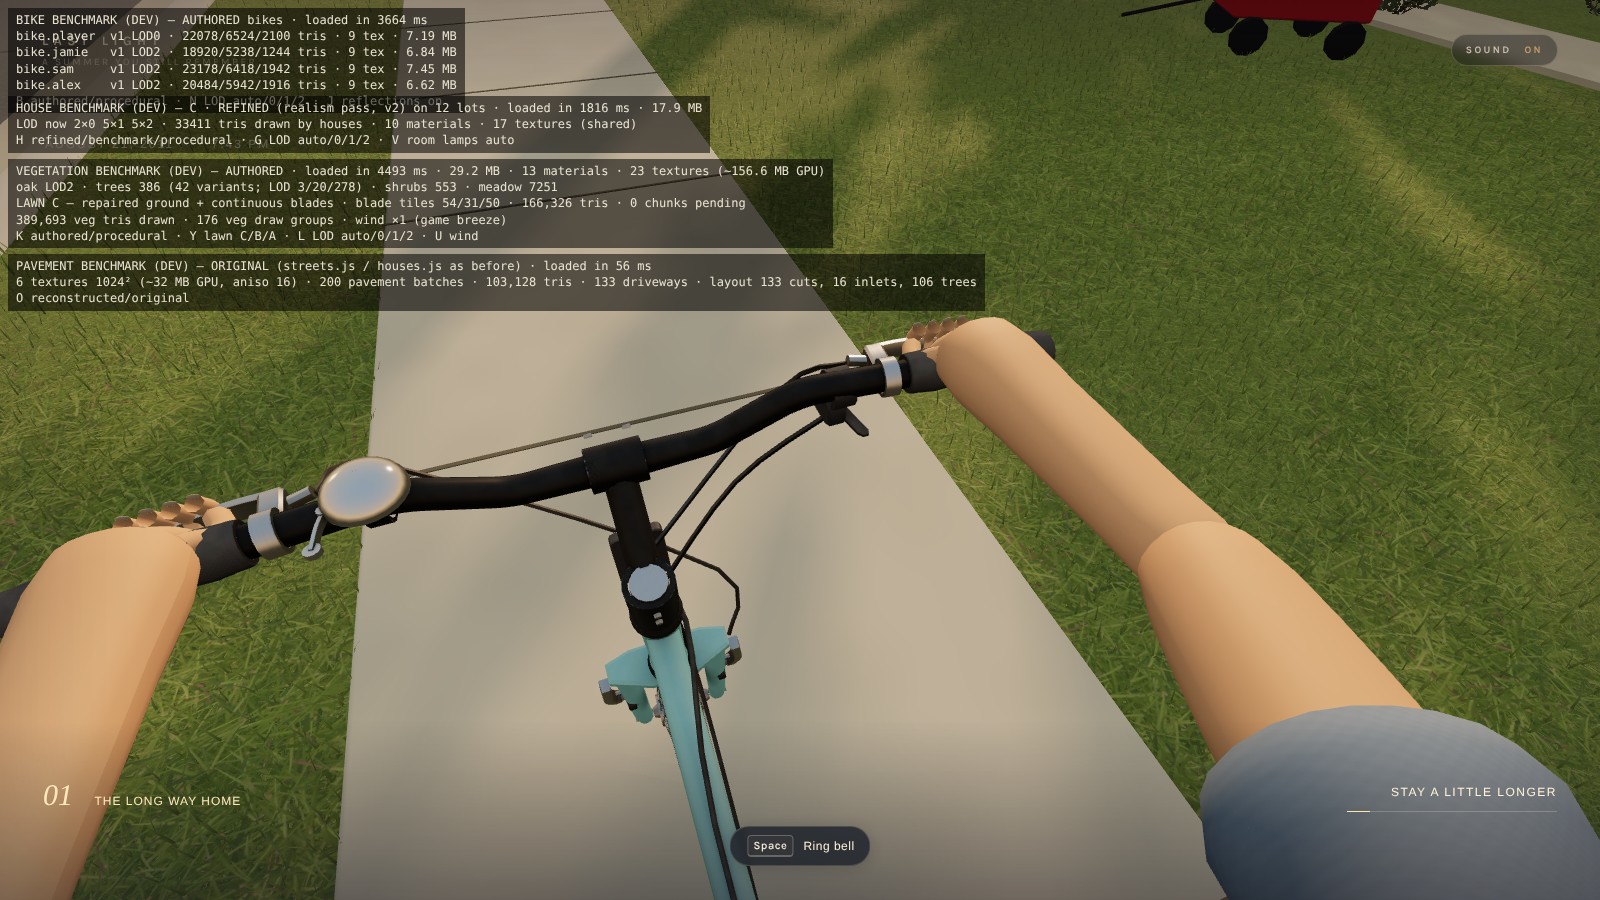 BIKE BENCHMARK (DEV) — AUTHORED bikes · loaded in 3664 ms
bike.player v1 LOD0 · 22078/6524/2100 tris · 9 tex · 7.19 MB
bike.jamie v1 LOD2 · 18920/5238/1244 tris · 9 tex · 6.84 MB
bike.sam v1 LOD2 · 23178/6418/1942 tris · 9 tex · 7.45 MB
bike.alex v1 LOD2 · 20484/5942/1916 tris · 9 tex · 6.62 MB
B authored/procedural · N LOD auto/0/1/2 · J reflections on
HOUSE BENCHMARK (DEV) — C · REFINED (realism pass, v2) on 12 lots · loaded in 1816 ms · 17.9 MB
LOD now 2×0 5×1 5×2 · 33411 tris drawn by houses · 10 materials · 17 textures (shared)
H refined/benchmark/procedural · G LOD auto/0/1/2 · V room lamps auto
VEGETATION BENCHMARK (DEV) — AUTHORED · loaded in 4493 ms · 29.2 MB · 13 materials · 23 textures (~156.6 MB GPU)
oak LOD2 · trees 386 (42 variants; LOD 3/20/278) · shrubs 553 · meadow 7251
LAWN C — repaired ground + continuous blades · blade tiles 54/31/50 · 166,326 tris · 0 chunks pending
389,693 veg tris drawn · 176 veg draw groups · wind ×1 (game breeze)
K authored/procedural · Y lawn C/B/A · L LOD auto/0/1/2 · U wind
PAVEMENT BENCHMARK (DEV) — ORIGINAL (streets.js / houses.js as before) · loaded in 56 ms
6 textures 1024² (~32 MB GPU, aniso 16) · 200 pavement batches · 103,128 tris · 133 driveways · layout 133 cuts, 16 inlets, 106 trees
O reconstructed/original
SOUND ON
01 THE LONG WAY HOME
STAY A LITTLE LONGER
Space Ring bell